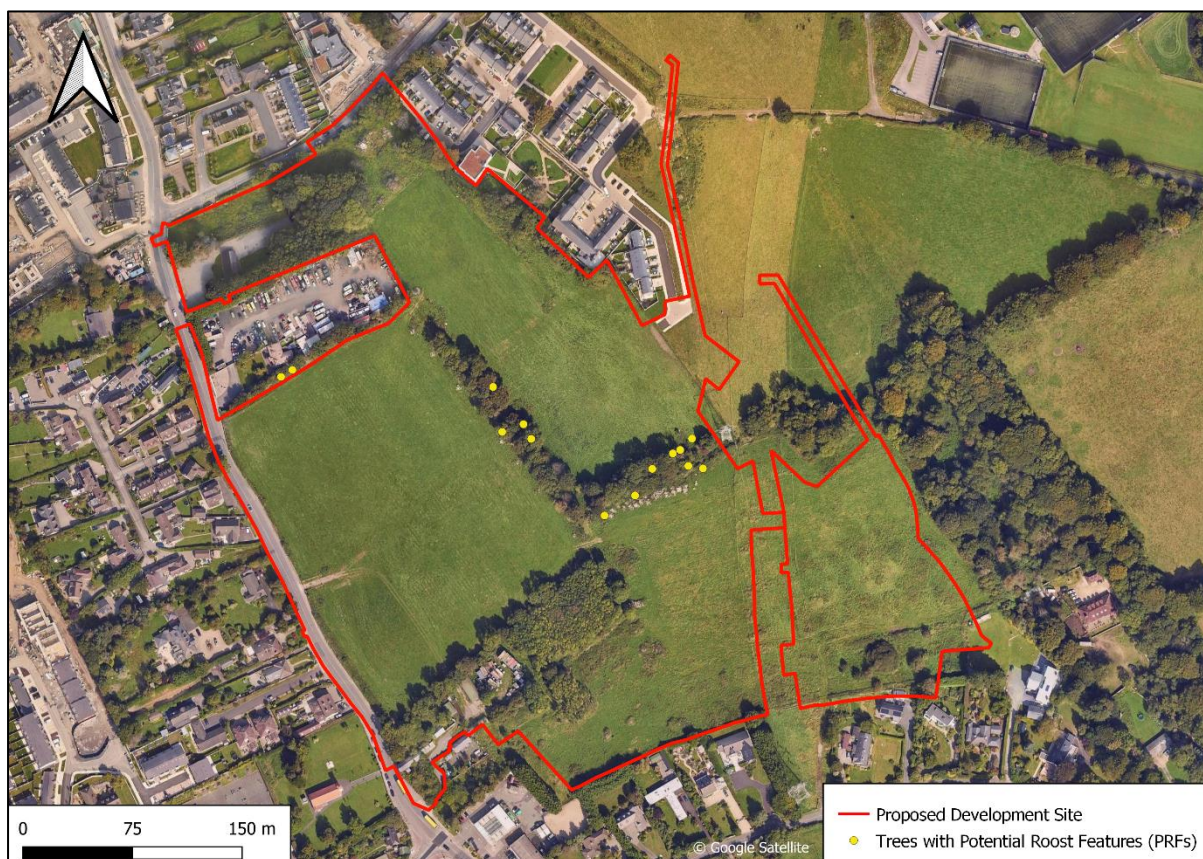 0 75 150 m
© Google Satellite
Proposed Development Site
Trees with Potential Roost Features (PRFs)